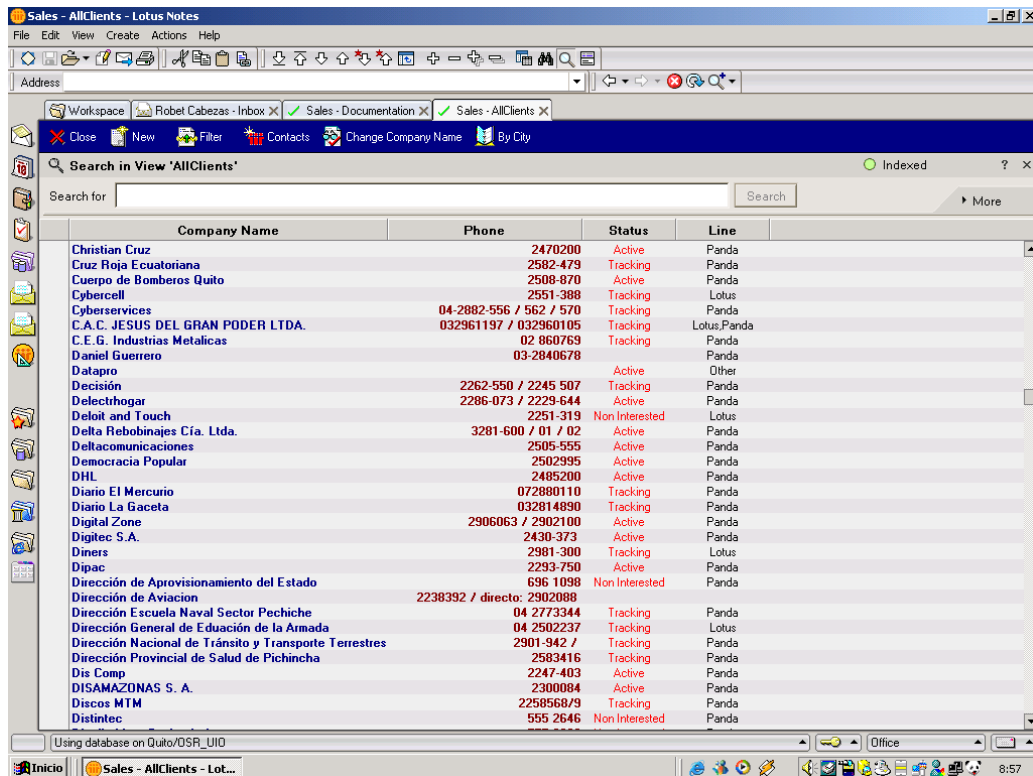 Sales - AllClients - Lotus Notes
File Edit View Create Actions Help
Address
Workspace Robet Cabezas - Inbox Sales - Documentation Sales - AllClients
Close New Filter Contacts Change Company Name By City
Search in View 'AllClients' Indexed ? ×
Search for Search
More
Company Name Phone Status Line
Christian Cruz 2470200 Active Panda
Cruz Roja Ecuatoriana 2582-479 Tracking Panda
Cuerpo de Bomberos Quito 2508-870 Active Panda
Cybercell 2551-388 Tracking Lotus
Cyberservices 04-2882-556 / 562 / 570 Tracking Panda
C.A.C. JESUS DEL GRAN PODER LTDA. 032961197 / 032960105 Tracking Lotus,Panda
C.E.G. Industrias Metalicas 02 860769 Tracking Panda
Daniel Guerrero 03-2840678 Panda
Datapro Active Other
Decisión 2262-550 / 2245 507 Tracking Panda
Delectrhogar 2286-073 / 2229-644 Active Panda
Deloit and Touch 2251-319 Non Interested Lotus
Delta Rebobinajes Cía. Ltda. 3281-600 / 01 / 02 Active Panda
Deltacomunicaciones 2505-555 Active Panda
Democracia Popular 2502995 Active Panda
DHL 2485200 Active Panda
Diario El Mercurio 072880110 Tracking Panda
Diario La Gaceta 032814890 Tracking Panda
Digital Zone 2906063 / 2902100 Active Panda
Digitec S.A. 2430-373 Active Panda
Diners 2981-300 Tracking Lotus
Dipac 2293-750 Active Panda
Dirección de Aprovisionamiento del Estado 696 1098 Non Interested Panda
Dirección de Aviacion 2238392 / directo: 2902088
Dirección Escuela Naval Sector Pechiche 04 2773344 Tracking Panda
Dirección General de Eduación de la Armada 04 2502237 Tracking Lotus
Dirección Nacional de Tránsito y Transporte Terrestres 2901-942 / Tracking Panda
Dirección Provincial de Salud de Pichincha 2583416 Tracking Panda
Dis Comp 2247-403 Active Panda
DISAMAZONAS S. A. 2300084 Active Panda
Discos MTM 2258568/9 Tracking Panda
Distintec 555 2646 Non Interested Panda
Using database on Quito/OSR_UIO Office
Inicio Sales - AllClients - Lot... 8:57